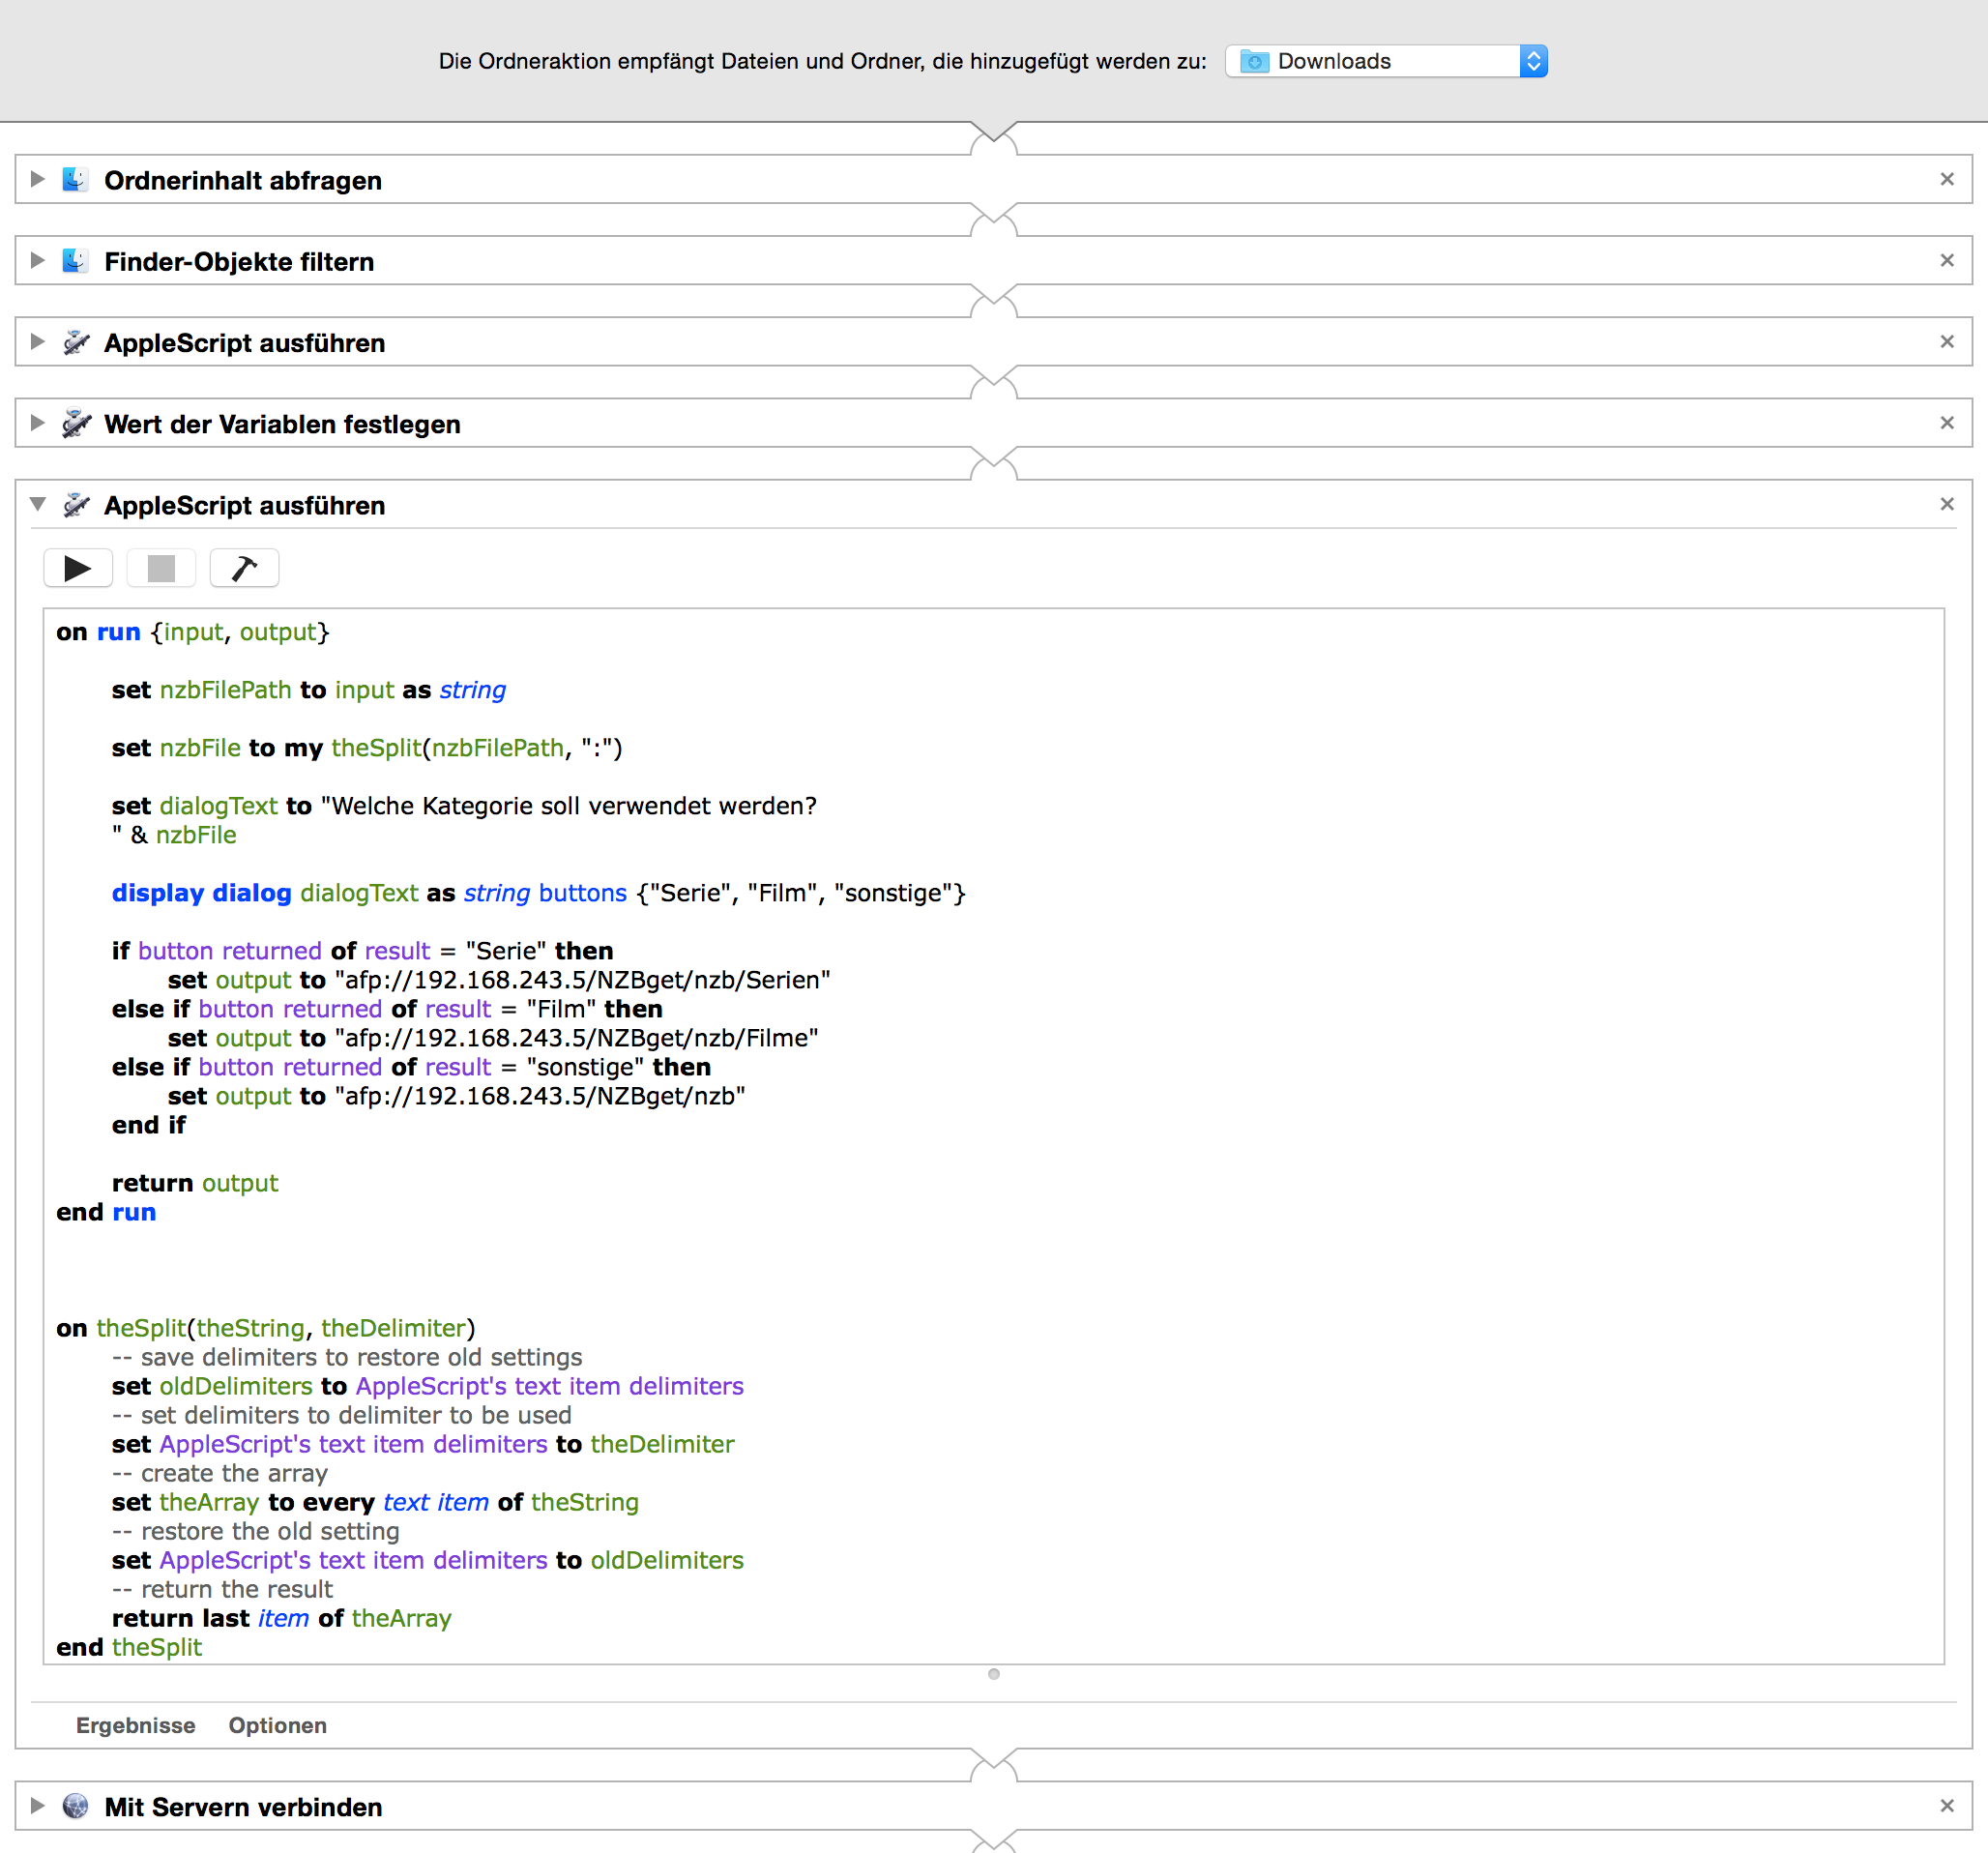 Die Ordneraktion empfängt Dateien und Ordner, die hinzugefügt werden zu: Downloads
Ordnerinhalt abfragen
Finder-Objekte filtern
AppleScript ausführen
Wert der Variablen festlegen
AppleScript ausführen
on run {input, output}
set nzbFilePath to input as string
set nzbFile to my theSplit(nzbFilePath, ":")
set dialogText to "Welche Kategorie soll verwendet werden?
" & nzbFile
display dialog dialogText as string buttons {"Serie", "Film", "sonstige"}
if button returned of result = "Serie" then
set output to "afp://192.168.243.5/NZBget/nzb/Serien"
else if button returned of result = "Film" then
set output to "afp://192.168.243.5/NZBget/nzb/Filme"
else if button returned of result = "sonstige" then
set output to "afp://192.168.243.5/NZBget/nzb"
end if
return output
end run
on theSplit(theString, theDelimiter)
-- save delimiters to restore old settings
set oldDelimiters to AppleScript's text item delimiters
-- set delimiters to delimiter to be used
set AppleScript's text item delimiters to theDelimiter
-- create the array
set theArray to every text item of theString
-- restore the old setting
set AppleScript's text item delimiters to oldDelimiters
-- return the result
return last item of theArray
end theSplit
Ergebnisse Optionen
Mit Servern verbinden